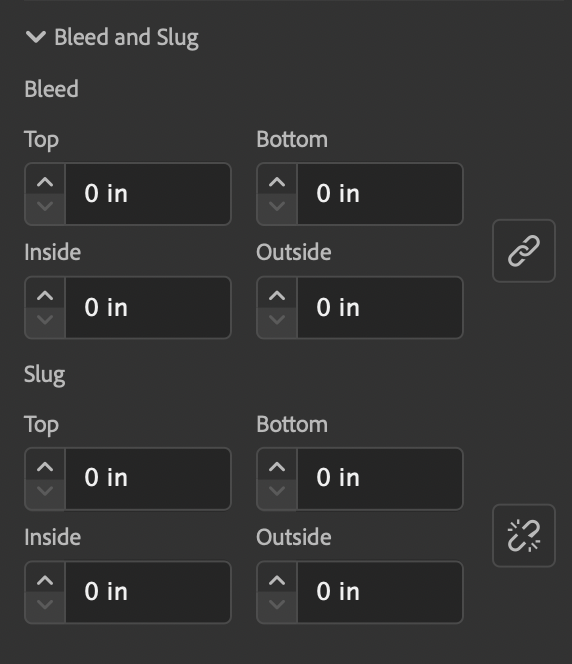 Bleed and Slug
Bleed
Top Bottom
0 in 0 in
Inside Outside
0 in 0 in
Slug
Top Bottom
0 in 0 in
Inside Outside
0 in 0 in